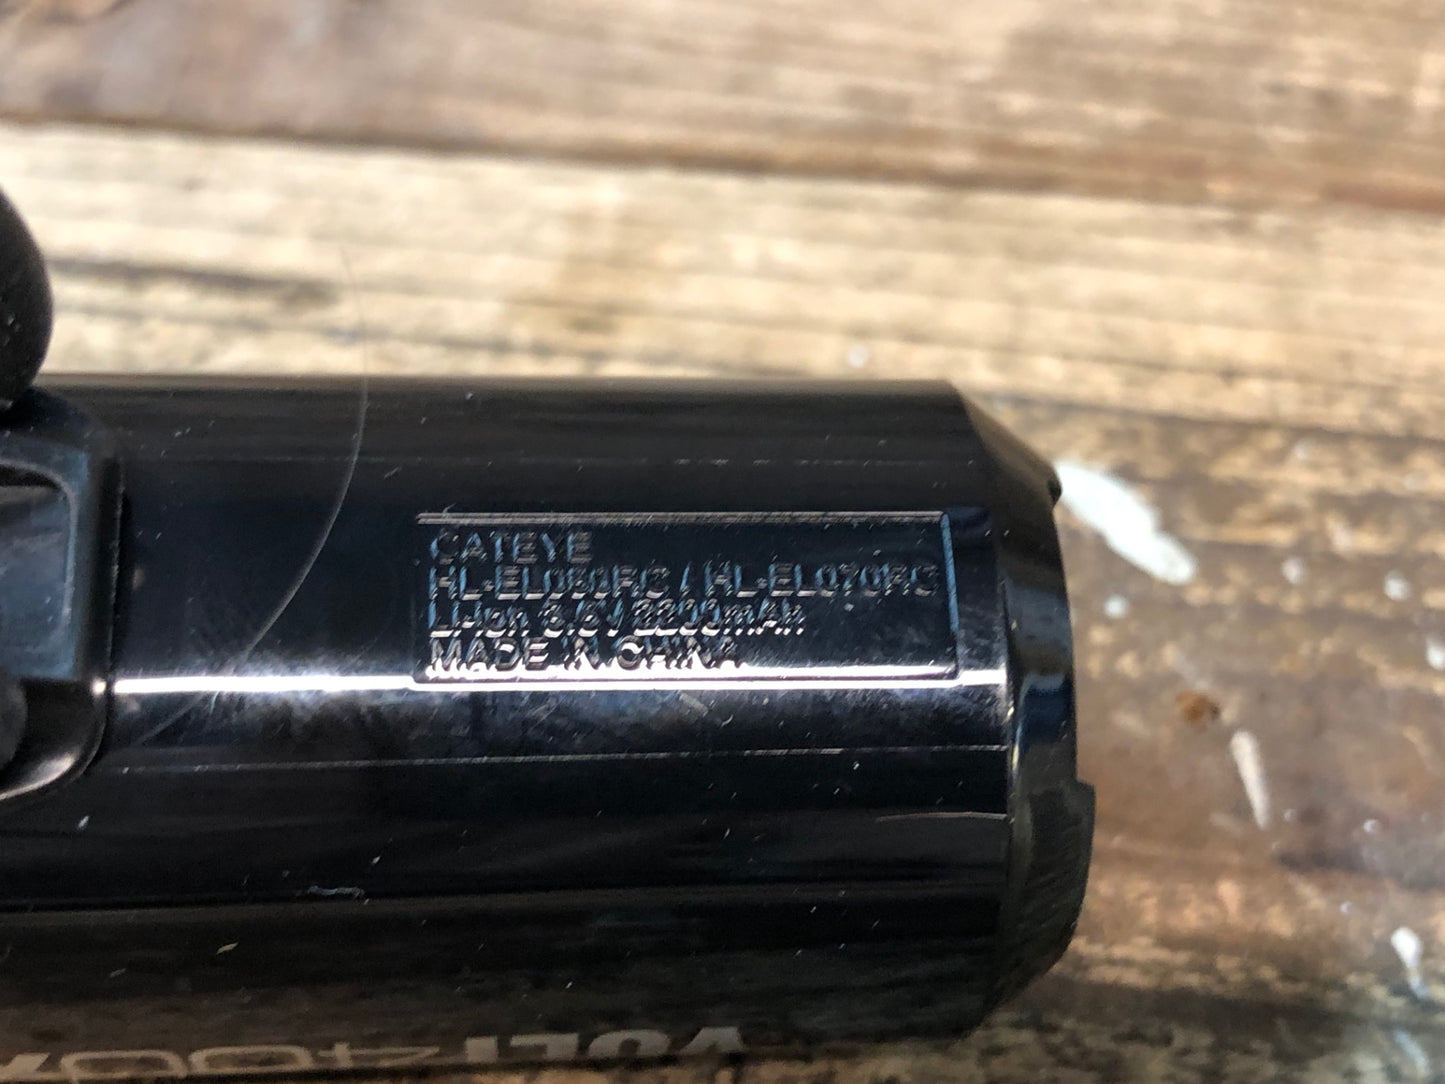 CATEYE
HL-EL060RC / HL-EL070RC
Li-ion 3.6V 2200mAh
MADE IN CHINA
VOLT400